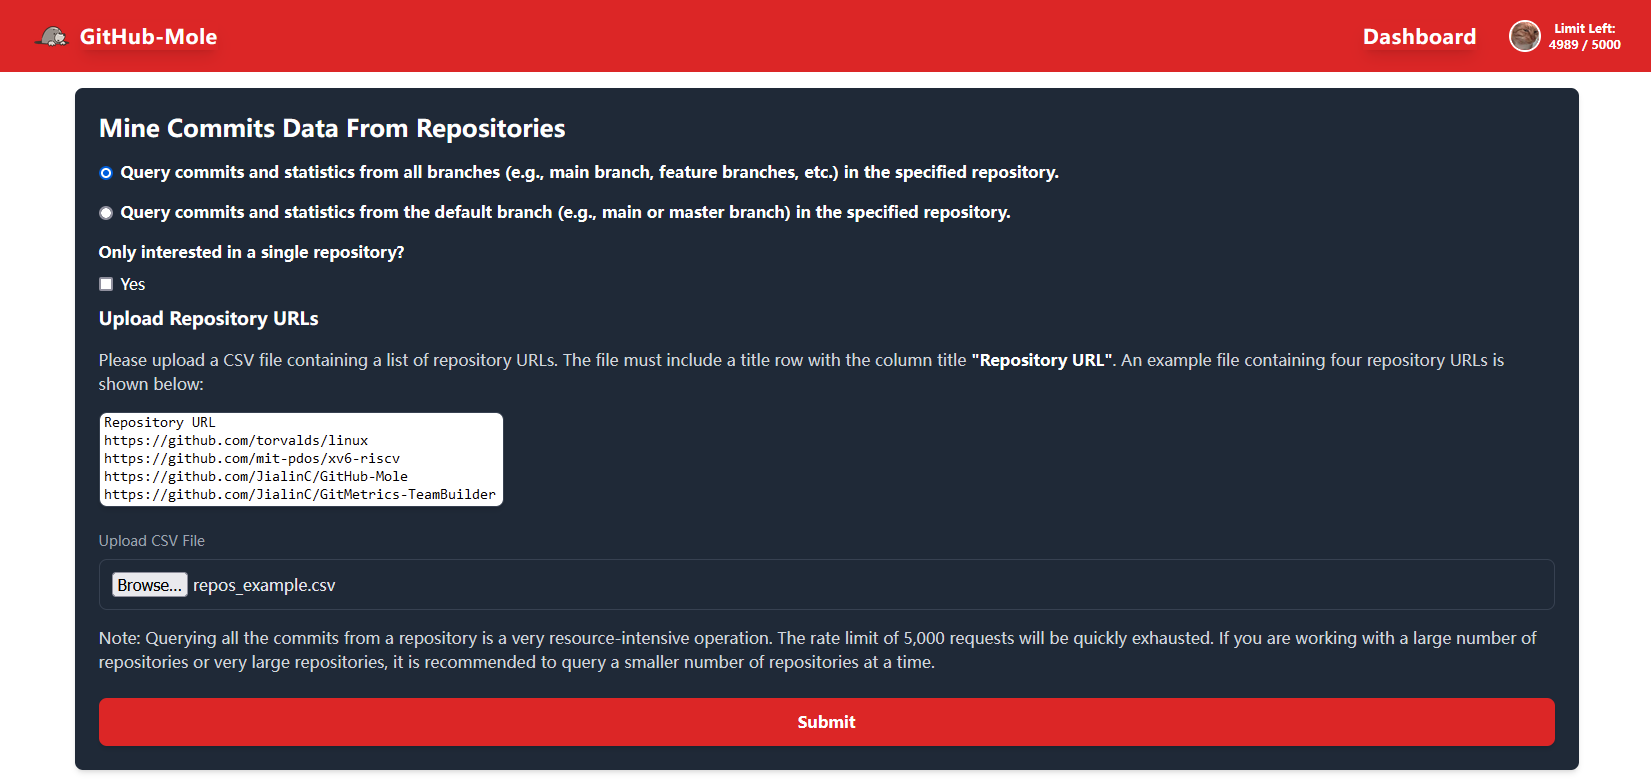 GitHub-Mole
Dashboard
Limit Left:
4989 / 5000
Mine Commits Data From Repositories
Query commits and statistics from all branches (e.g., main branch, feature branches, etc.) in the specified repository.
Query commits and statistics from the default branch (e.g., main or master branch) in the specified repository.
Only interested in a single repository?
Yes
Upload Repository URLs
Please upload a CSV file containing a list of repository URLs. The file must include a title row with the column title "Repository URL". An example file containing four repository URLs is
shown below:
Repository URL
https://github.com/torvalds/linux
https://github.com/mit-pdos/xv6-riscv
https://github.com/JialinC/GitHub-Mole
https://github.com/JialinC/GitMetrics-TeamBuilder
Upload CSV File
Browse... repos_example.csv
Note: Querying all the commits from a repository is a very resource-intensive operation. The rate limit of 5,000 requests will be quickly exhausted. If you are working with a large number of
repositories or very large repositories, it is recommended to query a smaller number of repositories at a time.
Submit